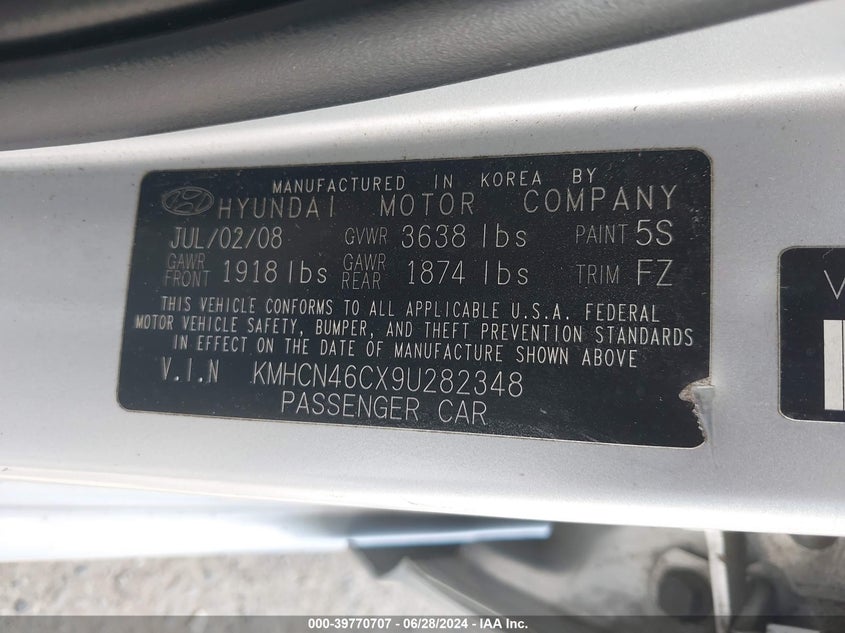 MANUFACTURED IN KOREA BY
HYUNDAI MOTOR COMPANY
JUL/02/08 GVWR 3638 lbs PAINT 5S
GAWR FRONT 1918 lbs GAWR REAR 1874 lbs TRIM FZ
THIS VEHICLE CONFORMS TO ALL APPLICABLE U.S.A. FEDERAL
MOTOR VEHICLE SAFETY, BUMPER, AND THEFT PREVENTION STANDARDS
IN EFFECT ON THE DATE OF MANUFACTURE SHOWN ABOVE
V.I.N KMHCN46CX9U282348
PASSENGER CAR
V
000-39770707 - 06/28/2024 - IAA Inc.